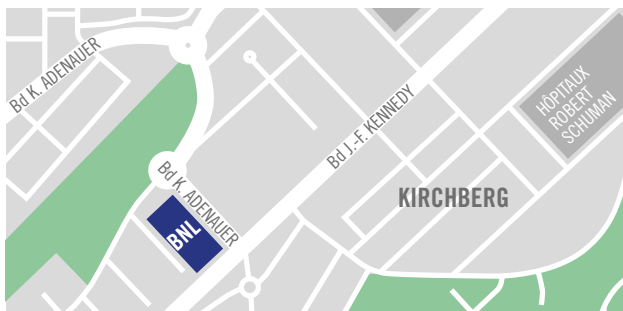 Bd K. ADENAUER
Bd J.-F. KENNEDY
HÔPITAUX
ROBERT
SCHUMAN
Bd K. ADENAUER
BNL
KIRCHBERG